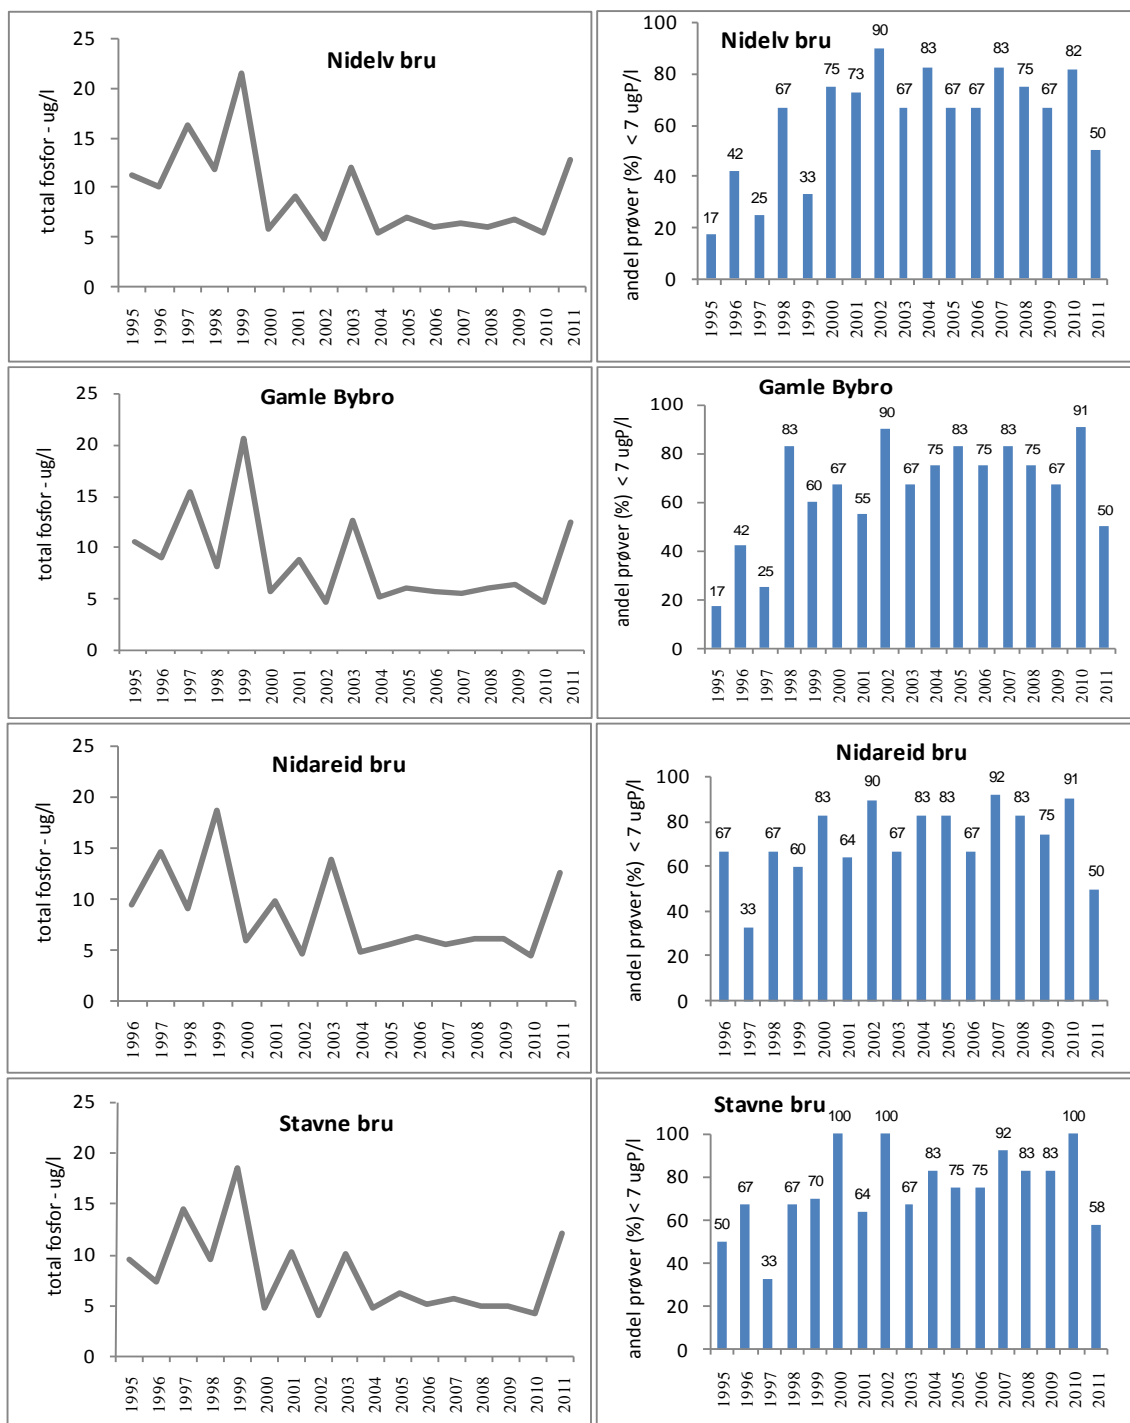 Nidelv bru
total fosfor - ug/l
25
20
15
10
5
0
1995 1996 1997 1998 1999 2000 2001 2002 2003 2004 2005 2006 2007 2008 2009 2010 2011
Nidelv bru
andel prøver (%) < 7 ugP/l
100
80
60
40
20
0
17 42 25 67 33 75 73 90 67 83 67 67 83 75 67 82 50
1995 1996 1997 1998 1999 2000 2001 2002 2003 2004 2005 2006 2007 2008 2009 2010 2011
Gamle Bybro
total fosfor - ug/l
25
20
15
10
5
0
1995 1996 1997 1998 1999 2000 2001 2002 2003 2004 2005 2006 2007 2008 2009 2010 2011
Gamle Bybro
andel prøver (%) < 7 ugP/l
100
80
60
40
20
0
17 42 25 83 60 67 55 90 67 75 83 75 83 75 67 91 50
1995 1996 1997 1998 1999 2000 2001 2002 2003 2004 2005 2006 2007 2008 2009 2010 2011
Nidareid bru
total fosfor - ug/l
25
20
15
10
5
0
1996 1997 1998 1999 2000 2001 2002 2003 2004 2005 2006 2007 2008 2009 2010 2011
Nidareid bru
andel prøver (%) < 7 ugP/l
100
80
60
40
20
0
67 33 67 60 83 64 90 67 83 83 67 92 83 75 91 50
1996 1997 1998 1999 2000 2001 2002 2003 2004 2005 2006 2007 2008 2009 2010 2011
Stavne bru
total fosfor - ug/l
25
20
15
10
5
0
1995 1996 1997 1998 1999 2000 2001 2002 2003 2004 2005 2006 2007 2008 2009 2010 2011
Stavne bru
andel prøver (%) < 7 ugP/l
100
80
60
40
20
0
50 67 33 67 70 100 64 100 67 83 75 75 92 83 83 100 58
1995 1996 1997 1998 1999 2000 2001 2002 2003 2004 2005 2006 2007 2008 2009 2010 2011